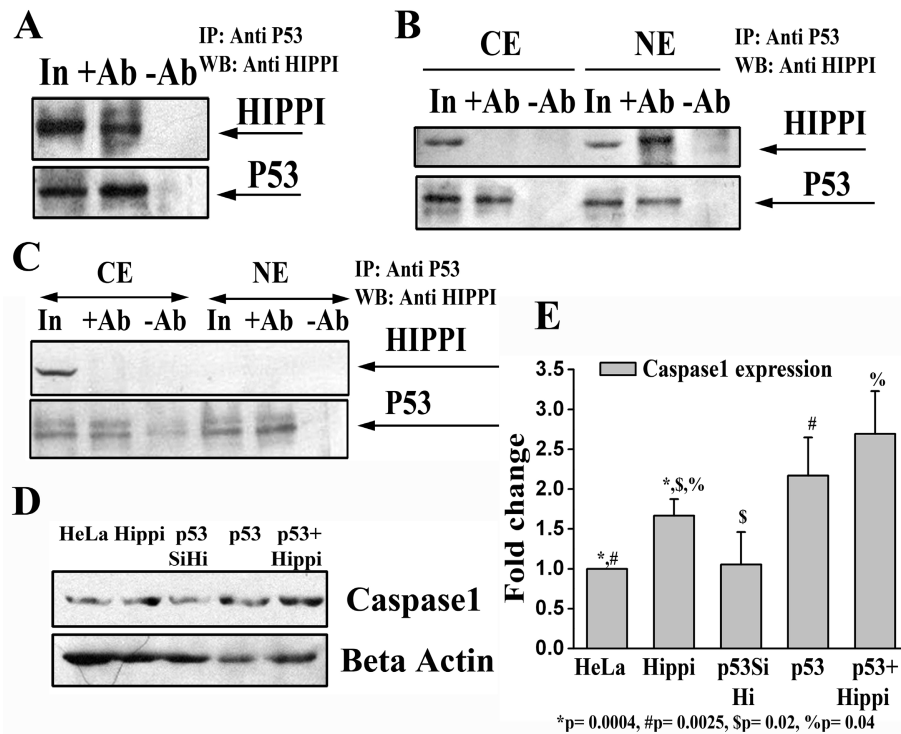 A
In +Ab -Ab
IP: Anti P53
WB: Anti HIPPI
HIPPI
P53
B
CE NE
IP: Anti P53
WB: Anti HIPPI
In +Ab -Ab In +Ab -Ab
HIPPI
P53
C
CE NE
IP: Anti P53
WB: Anti HIPPI
In +Ab -Ab In +Ab -Ab
HIPPI
P53
D
HeLa Hippi p53 p53 p53+
SiHi Hippi
Caspase1
Beta Actin
E
Caspase1 expression
Fold change
3.5
3.0
2.5
2.0
1.5
1.0
0.5
0.0
*,#
*,$,%
$
#
%
HeLa Hippi p53Si p53 p53+
Hi Hippi
*p= 0.0004, #p= 0.0025, $p= 0.02, %p= 0.04